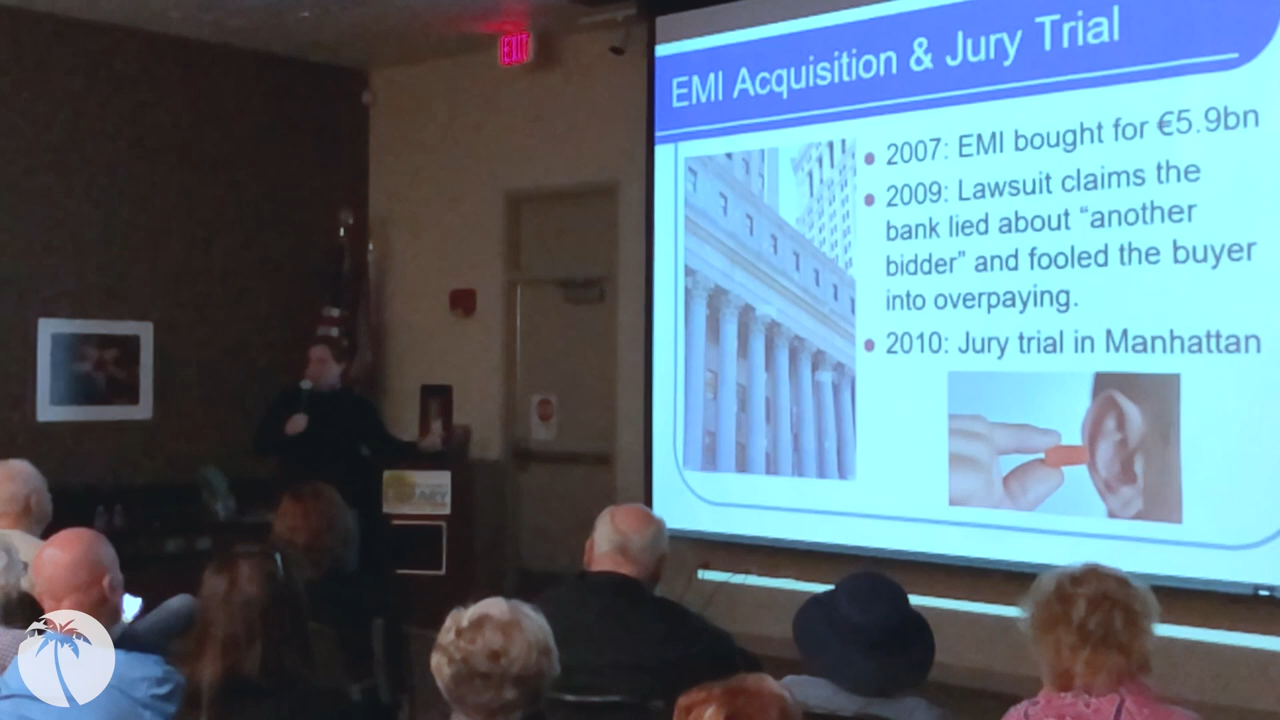 EXIT
EMI Acquisition & Jury Trial
2007: EMI bought for €5.9bn
2009: Lawsuit claims the
bank lied about “another
bidder” and fooled the buyer
into overpaying.
2010: Jury trial in Manhattan
LIBRARY